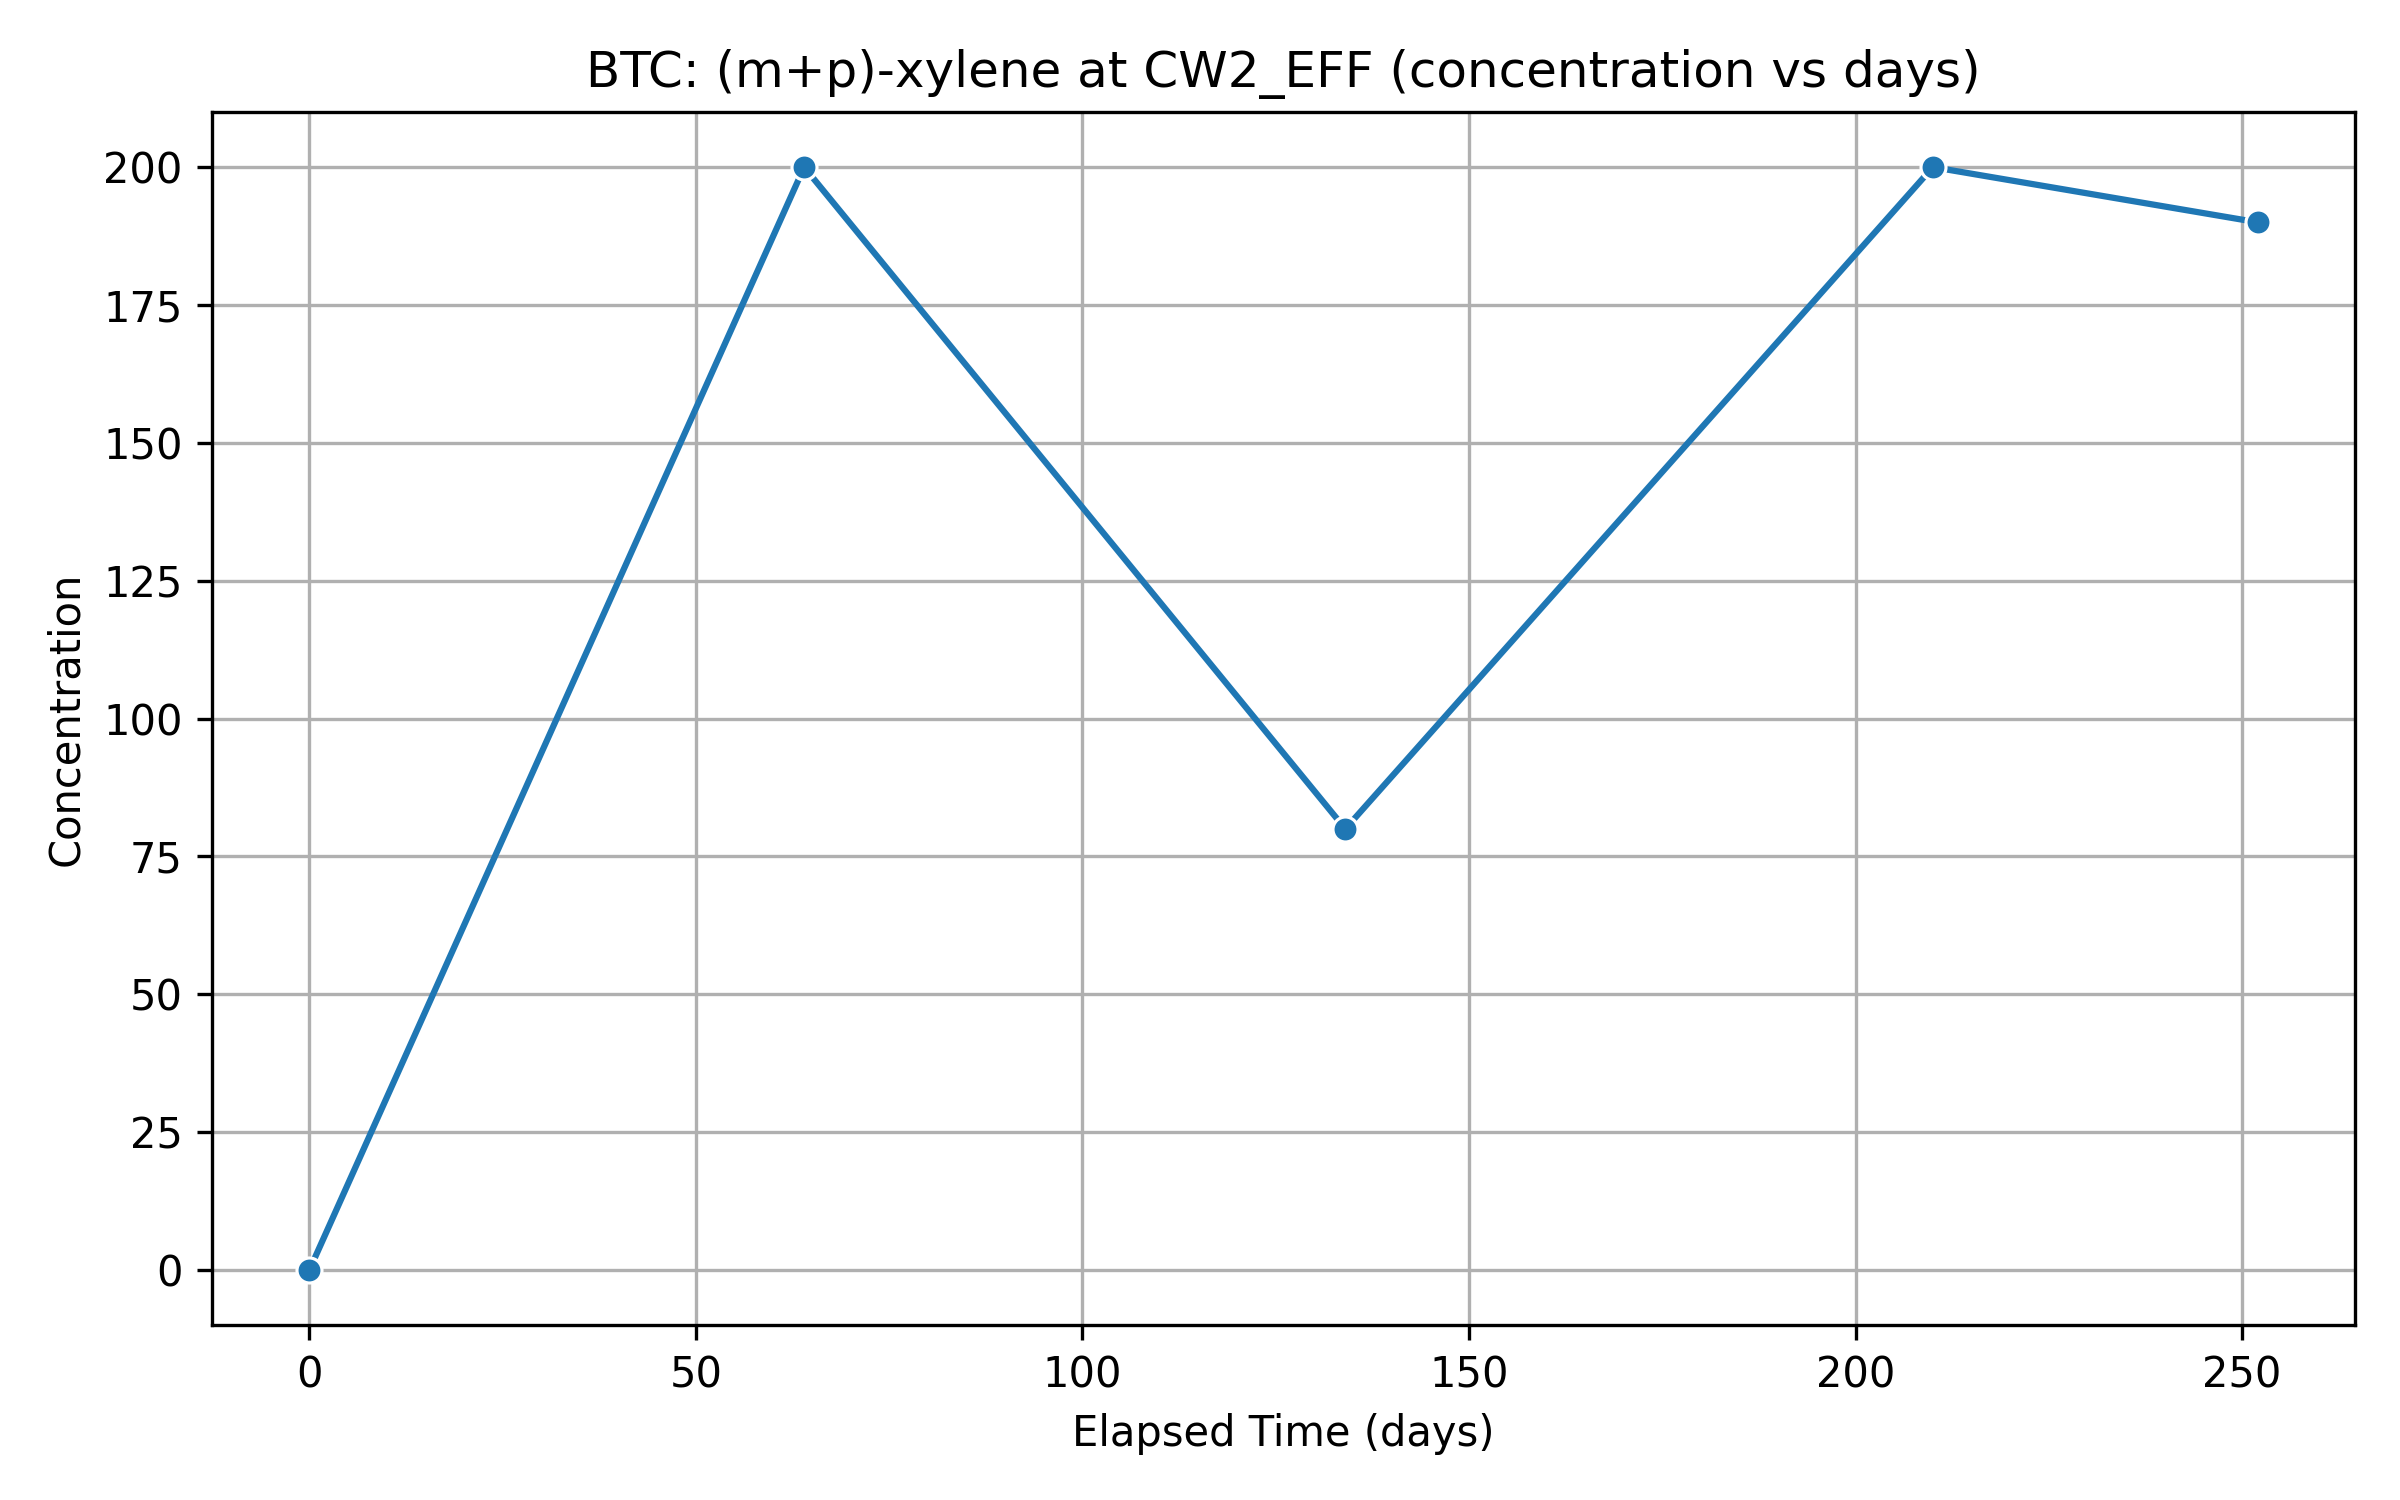 BTC: (m+p)-xylene at CW2_EFF (concentration vs days)
200
175
150
125
100
75
50
25
0
Concentration
0 50 100 150 200 250
Elapsed Time (days)